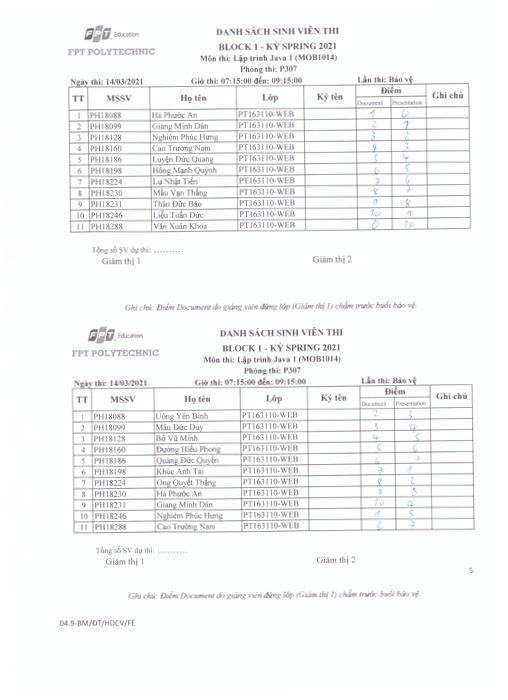 FPT Education
DANH SÁCH SINH VIÊN THI
FPT POLYTECHNIC
BLOCK 1 - KỲ SPRING 2021
Môn thi: Lập trình Java 1 (MOB1014)
Phòng thi: P307
Ngày thi: 14/03/2021 Giờ thi: 07:15:00 đến: 09:15:00 Lần thi: Bảo vệ
TT MSSV Họ tên Lớp Ký tên Điểm Ghi chú
Document Presentation
1 PH18088 Hà Phước An PT163110-WEB 1 0
2 PH18099 Giang Minh Dân PT163110-WEB 2 1
3 PH18128 Nghiêm Phúc Hưng PT163110-WEB 3 2
4 PH18160 Cao Trường Nam PT163110-WEB 4 3
5 PH18186 Luyện Đức Quang PT163110-WEB 5 4
6 PH18198 Hồng Mạnh Quỳnh PT163110-WEB 6 5
7 PH18224 Lư Nhật Tiến PT163110-WEB 7 6
8 PH18230 Mẫu Vạn Thắng PT163110-WEB 8 7
9 PH18231 Thân Đức Bảo PT163110-WEB 9 8
10 PH18246 Liễu Tuấn Đức PT163110-WEB 10 9
11 PH18288 Văn Xuân Khoa PT163110-WEB 0 10
Tổng số SV dự thi: ..........
Giám thị 1 Giám thị 2
Ghi chú: Điểm Document do giảng viên đứng lớp (Giám thị 1) chấm trước buổi bảo vệ.
FPT Education
DANH SÁCH SINH VIÊN THI
FPT POLYTECHNIC
BLOCK 1 - KỲ SPRING 2021
Môn thi: Lập trình Java 1 (MOB1014)
Phòng thi: P307
Ngày thi: 14/03/2021 Giờ thi: 07:15:00 đến: 09:15:00 Lần thi: Bảo vệ
TT MSSV Họ tên Lớp Ký tên Điểm Ghi chú
Document Presentation
1 PH18088 Uông Yên Bình PT163110-WEB 2 3
2 PH18099 Mâu Đức Duy PT163110-WEB 3 4
3 PH18128 Bồ Vũ Minh PT163110-WEB 4 5
4 PH18160 Đường Hiếu Phong PT163110-WEB 5 6
5 PH18186 Quảng Đức Quyền PT163110-WEB 6 7
6 PH18198 Khúc Anh Tài PT163110-WEB 7 1
7 PH18224 Ong Quyết Thắng PT163110-WEB 8 2
8 PH18230 Hà Phước An PT163110-WEB 9 3
9 PH18231 Giang Minh Dân PT163110-WEB 10 4
10 PH18246 Nghiêm Phúc Hưng PT163110-WEB 1 5
11 PH18288 Cao Trường Nam PT163110-WEB 2 7
Tổng số SV dự thi: ..........
Giám thị 1 Giám thị 2
5
Ghi chú: Điểm Document do giảng viên đứng lớp (Giám thị 1) chấm trước buổi bảo vệ.
04.9-BM/ĐT/HDCV/FE